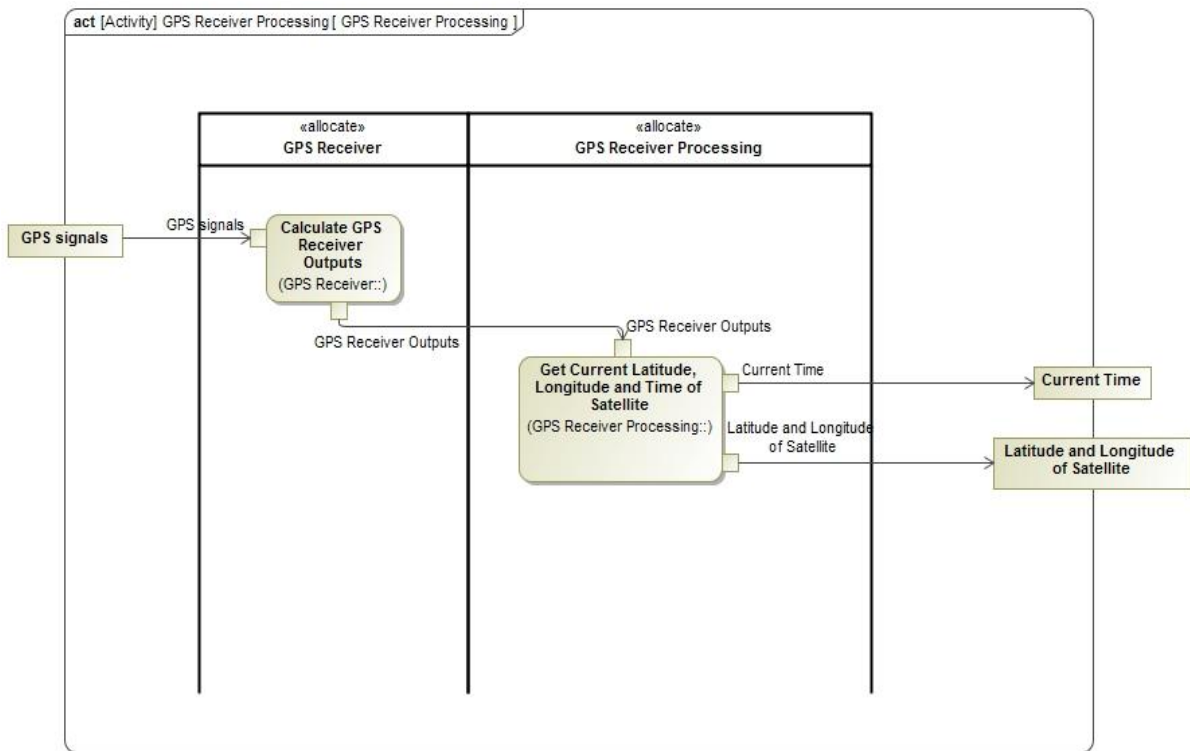 act [Activity] GPS Receiver Processing [ GPS Receiver Processing ]
«allocate»
GPS Receiver
«allocate»
GPS Receiver Processing
GPS signals
GPS signals
Calculate GPS
Receiver
Outputs
(GPS Receiver::)
GPS Receiver Outputs
GPS Receiver Outputs
Get Current Latitude,
Longitude and Time of
Satellite
(GPS Receiver Processing::)
Current Time
Current Time
Latitude and Longitude
of Satellite
Latitude and Longitude
of Satellite